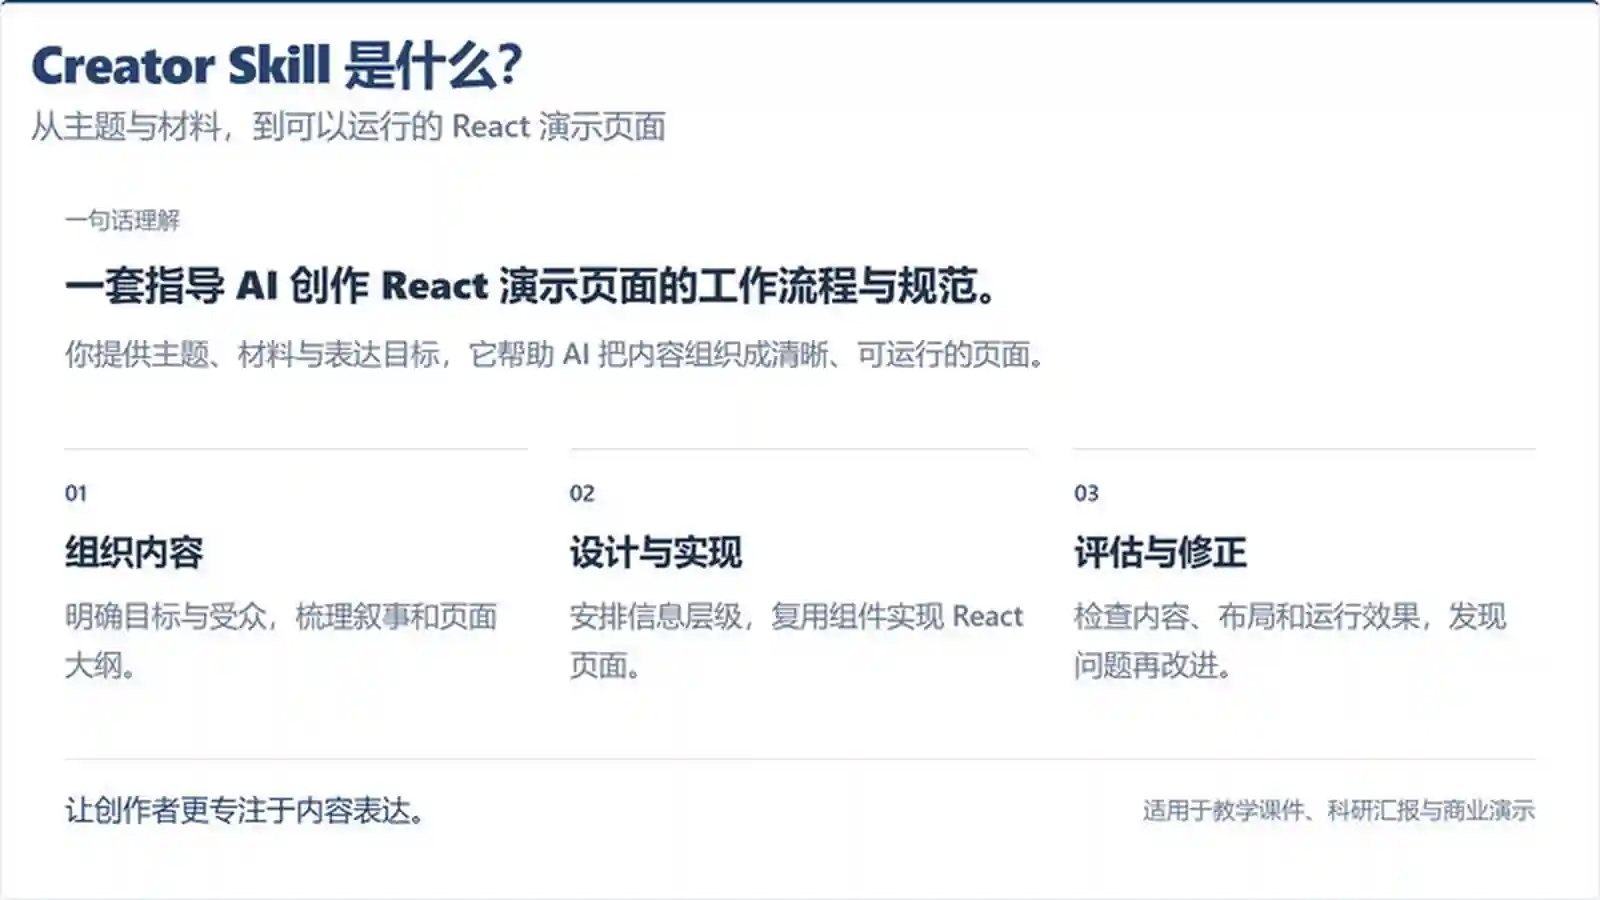 Creator Skill 是什么？
从主题与材料，到可以运行的 React 演示页面
一句话理解
一套指导 AI 创作 React 演示页面的工作流程与规范。
你提供主题、材料与表达目标，它帮助 AI 把内容组织成清晰、可运行的页面。
01
组织内容
明确目标与受众，梳理叙事和页面
大纲。
02
设计与实现
安排信息层级，复用组件实现 React
页面。
03
评估与修正
检查内容、布局和运行效果，发现
问题再改进。
让创作者更专注于内容表达。
适用于教学课件、科研汇报与商业演示